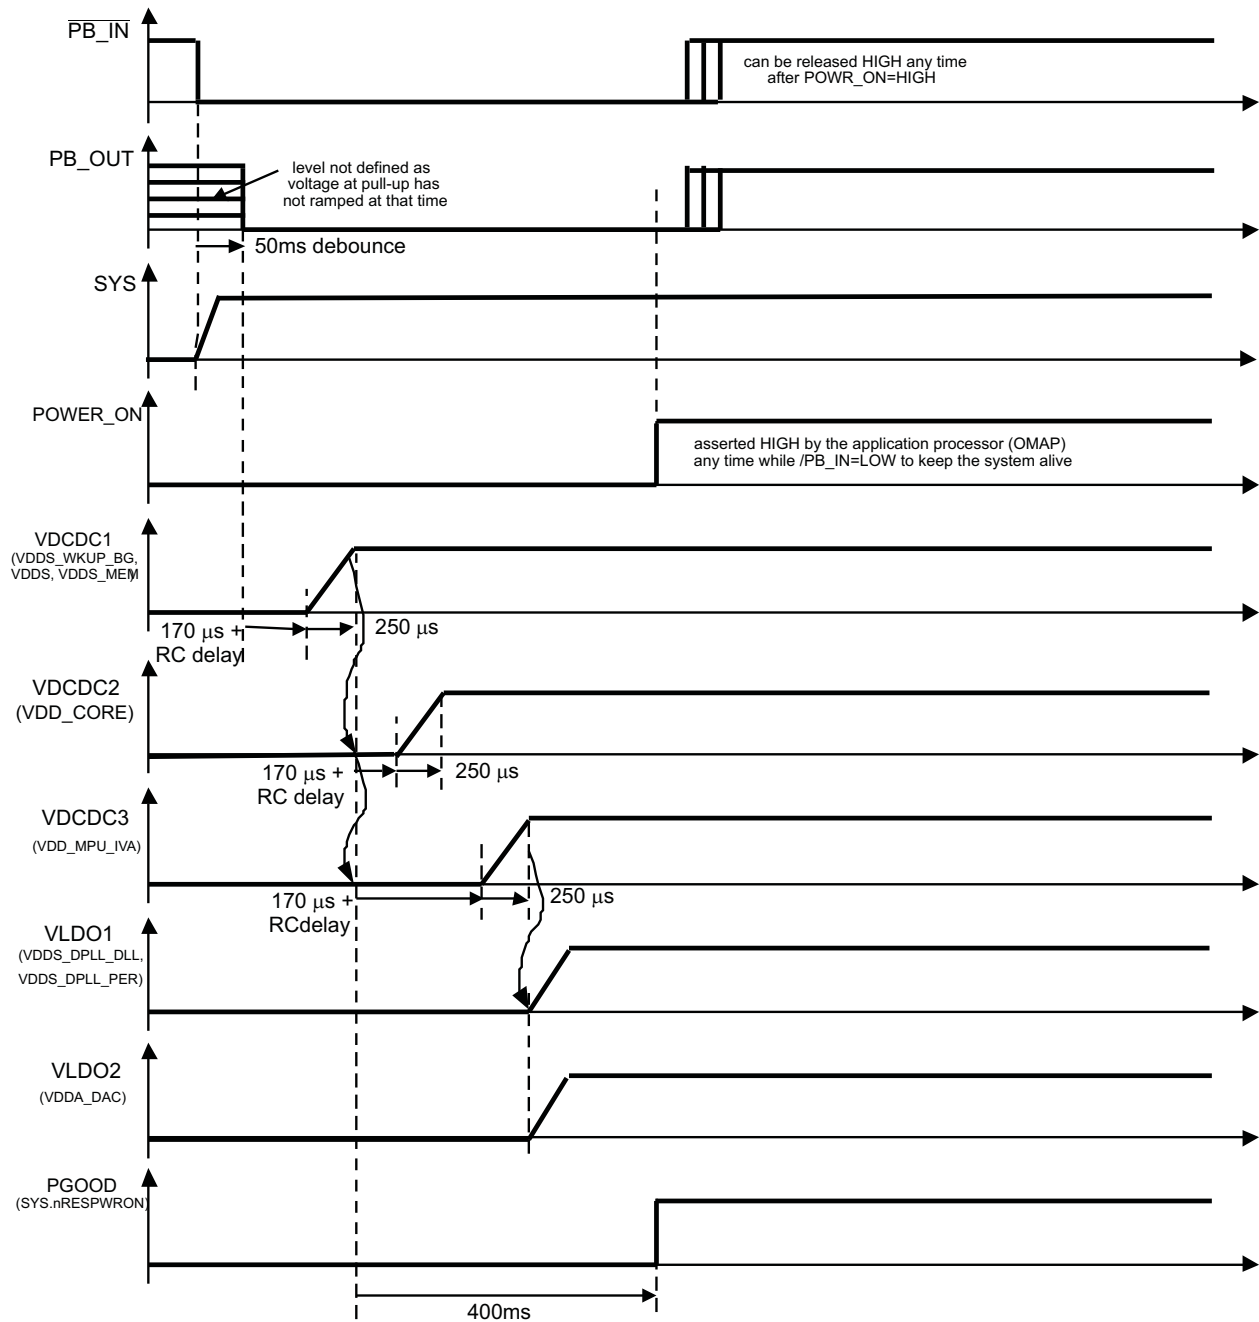 PB_IN
can be released HIGH any time
after POWR_ON=HIGH
PB_OUT
level not defined as
voltage at pull-up has
not ramped at that time
50ms debounce
SYS
POWER_ON
asserted HIGH by the application processor (OMAP)
any time while /PB_IN=LOW to keep the system alive
VDCDC1
(VDDS_WKUP_BG,
VDDS, VDDS_MEM)
170 μs +
RC delay
250 μs
VDCDC2
(VDD_CORE)
170 μs +
RC delay
250 μs
VDCDC3
(VDD_MPU_IVA)
170 μs +
RCdelay
250 μs
VLDO1
(VDDS_DPLL_DLL,
VDDS_DPLL_PER)
VLDO2
(VDDA_DAC)
PGOOD
(SYS.nRESPWRON)
400ms